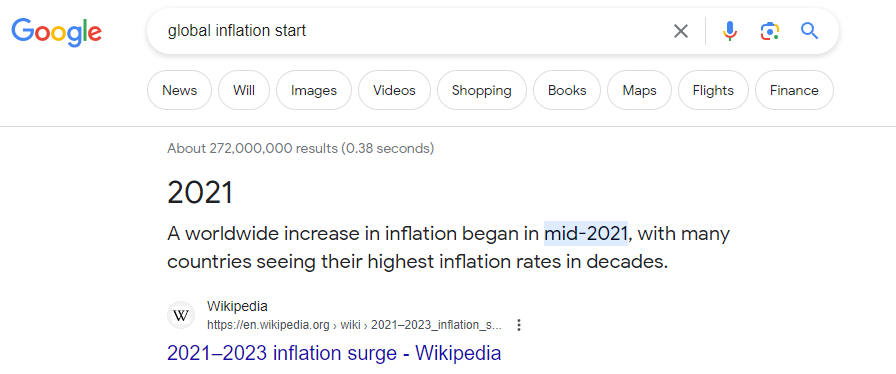 Google
global inflation start
News Will Images Videos Shopping Books Maps Flights Finance
About 272,000,000 results (0.38 seconds)
2021
A worldwide increase in inflation began in mid-2021, with many
countries seeing their highest inflation rates in decades.
W
Wikipedia
https://en.wikipedia.org › wiki › 2021–2023_inflation_s...
2021–2023 inflation surge - Wikipedia